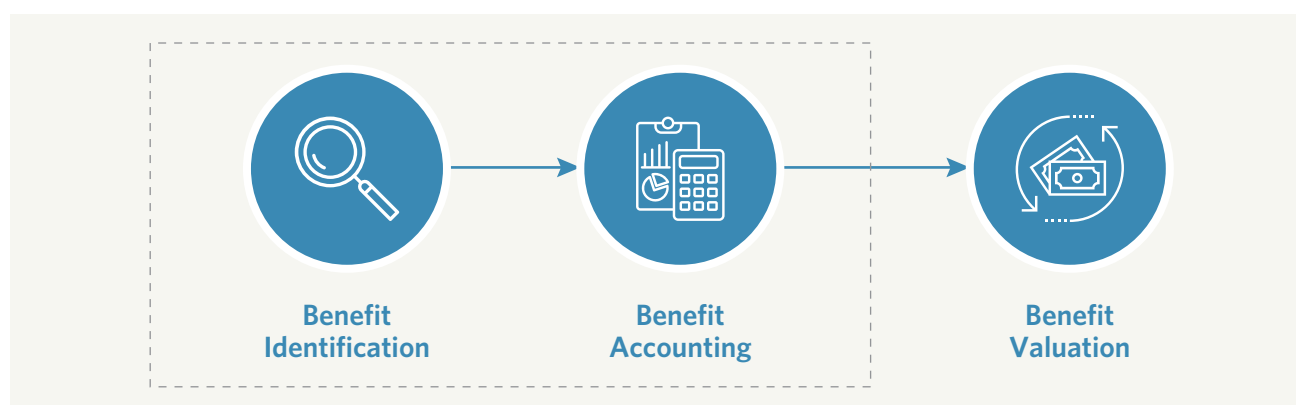 Benefit
Identification
Benefit
Accounting
Benefit
Valuation